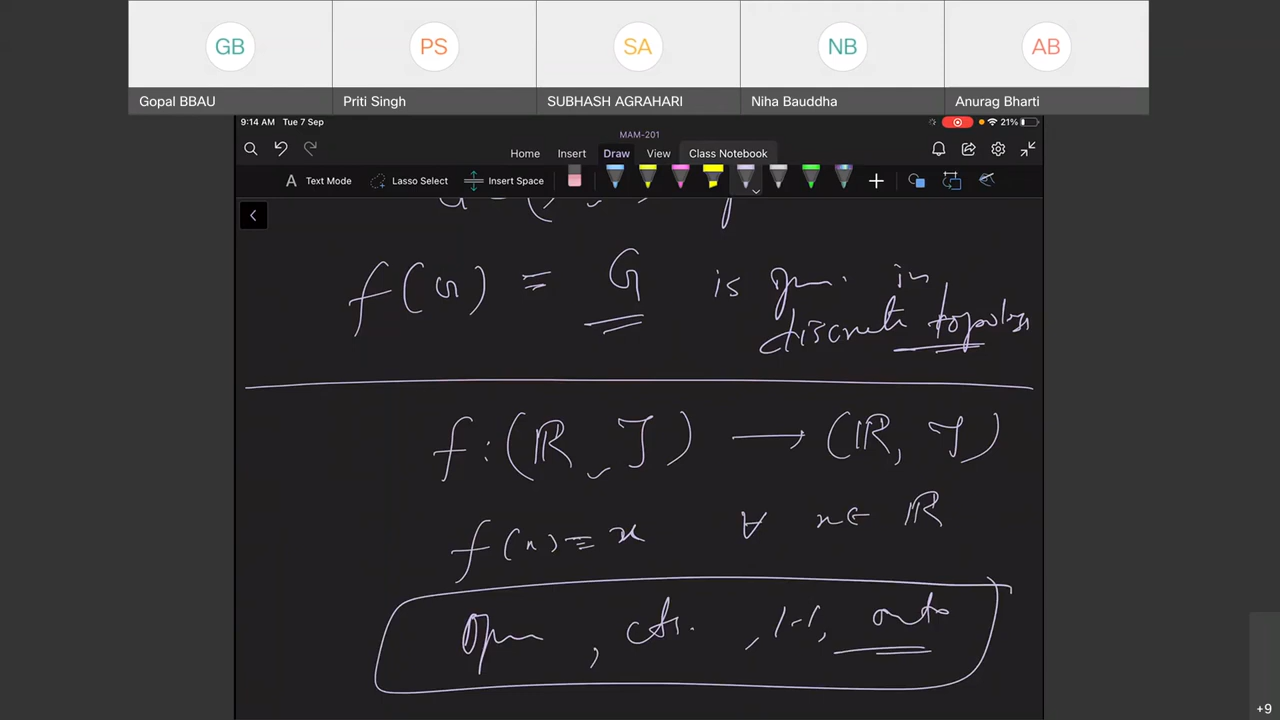 GB PS SA NB AB
Gopal BBAU Priti Singh SUBHASH AGRAHARI Niha Bauddha Anurag Bharti
9:14 AM Tue 7 Sep 21%
MAM-201
Home Insert Draw View Class Notebook
A Text Mode Lasso Select Insert Space
f(G) = G is open in
discrete topology
f: (ℝ, J) ⟶ (ℝ, J)
f(x) = x ∀ x ∈ ℝ
open, cts., 1-1, onto
+9